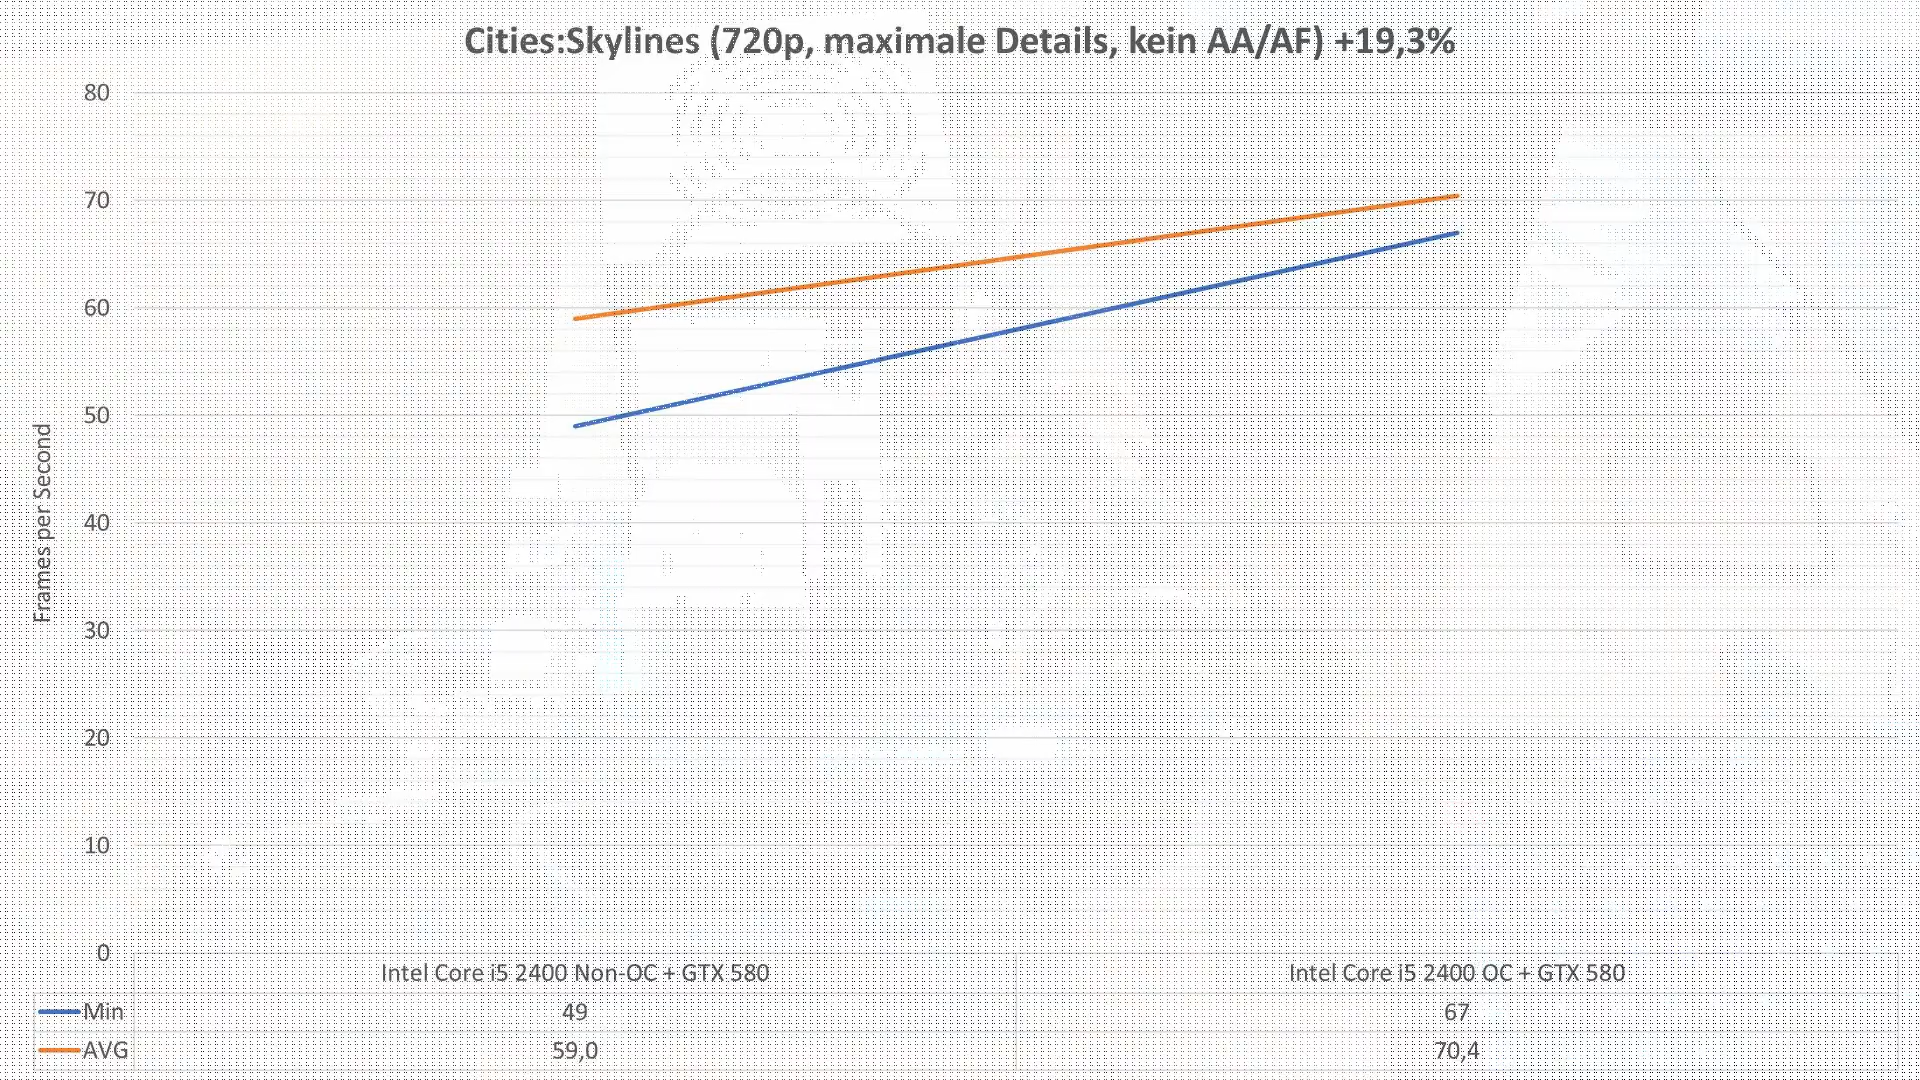 Cities:Skylines (720p, maximale Details, kein AA/AF) +19,3%
80
70
60
50
40
30
20
10
0
Frames per Second
Intel Core i5 2400 Non-OC + GTX 580
Intel Core i5 2400 OC + GTX 580
Min 49 67
AVG 59,0 70,4